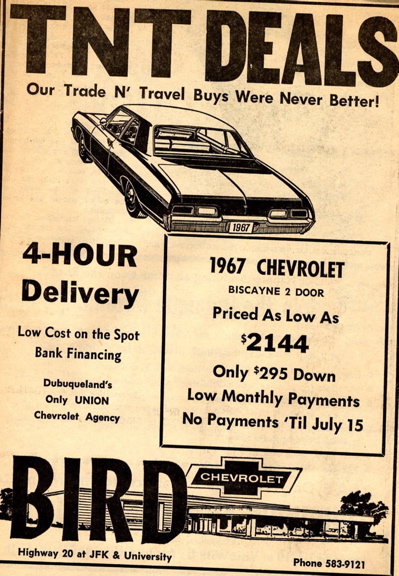 TNT DEALS
Our Trade N' Travel Buys Were Never Better!
1967
4-HOUR
Delivery
Low Cost on the Spot
Bank Financing
Dubuqueland's
Only UNION
Chevrolet Agency
1967 CHEVROLET
BISCAYNE 2 DOOR
Priced As Low As
$2144
Only $295 Down
Low Monthly Payments
No Payments 'Til July 15
BIRD
CHEVROLET
Highway 20 at JFK & University
Phone 583-9121